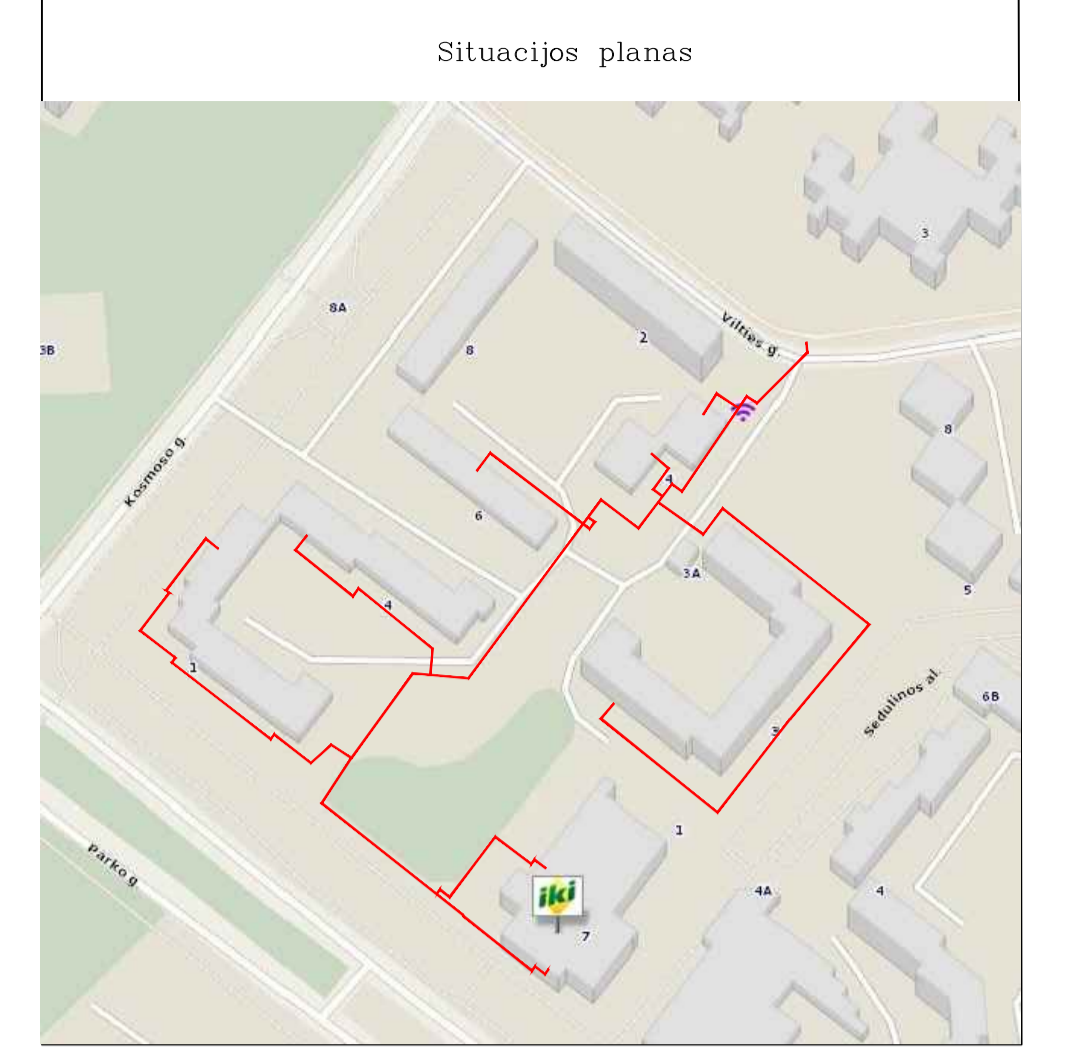 Situacijos planas
3
8A
Vilties g.
2
3B
8
8
Kosmoso g.
4
6
3A
5
4
1
Sedulinos al.
6B
3
1
Parko g
iki
4A
4
7